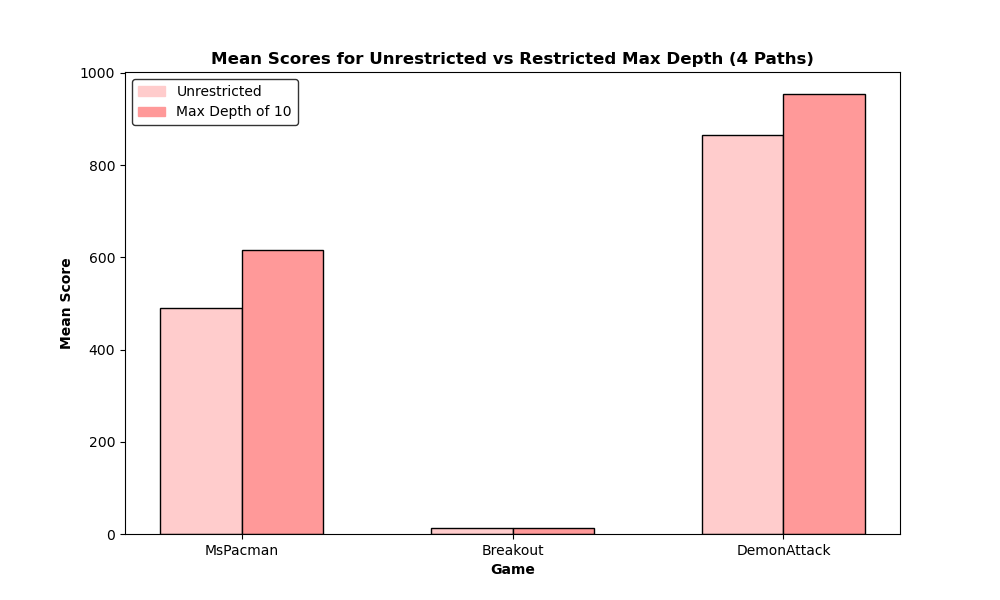 Mean Scores for Unrestricted vs Restricted Max Depth (4 Paths)
Unrestricted
Max Depth of 10
1000
800
600
400
200
0
Mean Score
MsPacman
Breakout
DemonAttack
Game